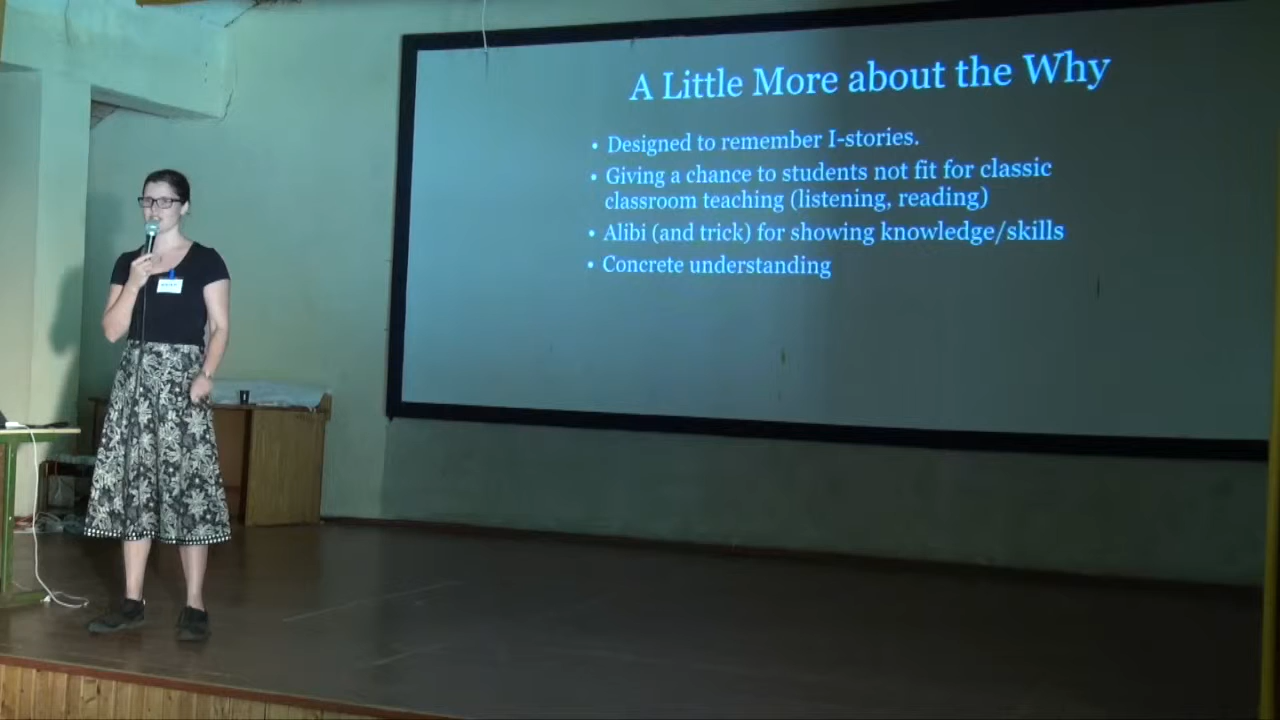 A Little More about the Why
• Designed to remember I-stories.
• Giving a chance to students not fit for classic
classroom teaching (listening, reading)
• Alibi (and trick) for showing knowledge/skills
• Concrete understanding